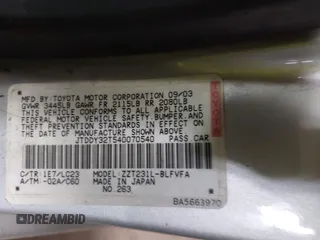 MFD BY TOYOTA MOTOR CORPORATION 09/03
GVWR 3445LB GAWR FR 2115LB RR 2080LB
THIS VEHICLE CONFORMS TO ALL APPLICABLE
FEDERAL MOTOR VEHICLE SAFETY,BUMPER,AND
THEFT PREVENTION STANDARDS IN EFFECT ON
THE DATE OF MANUFACTURE SHOWN ABOVE.
JTDDY32T540070540 PASS CAR
TOYOTA
C/TR:1E7/LC23 MODEL:ZZT231L-BLFVFA
A/TM:-02A/C60 MADE IN JAPAN
NO.263
BA5663970
DREAMBID